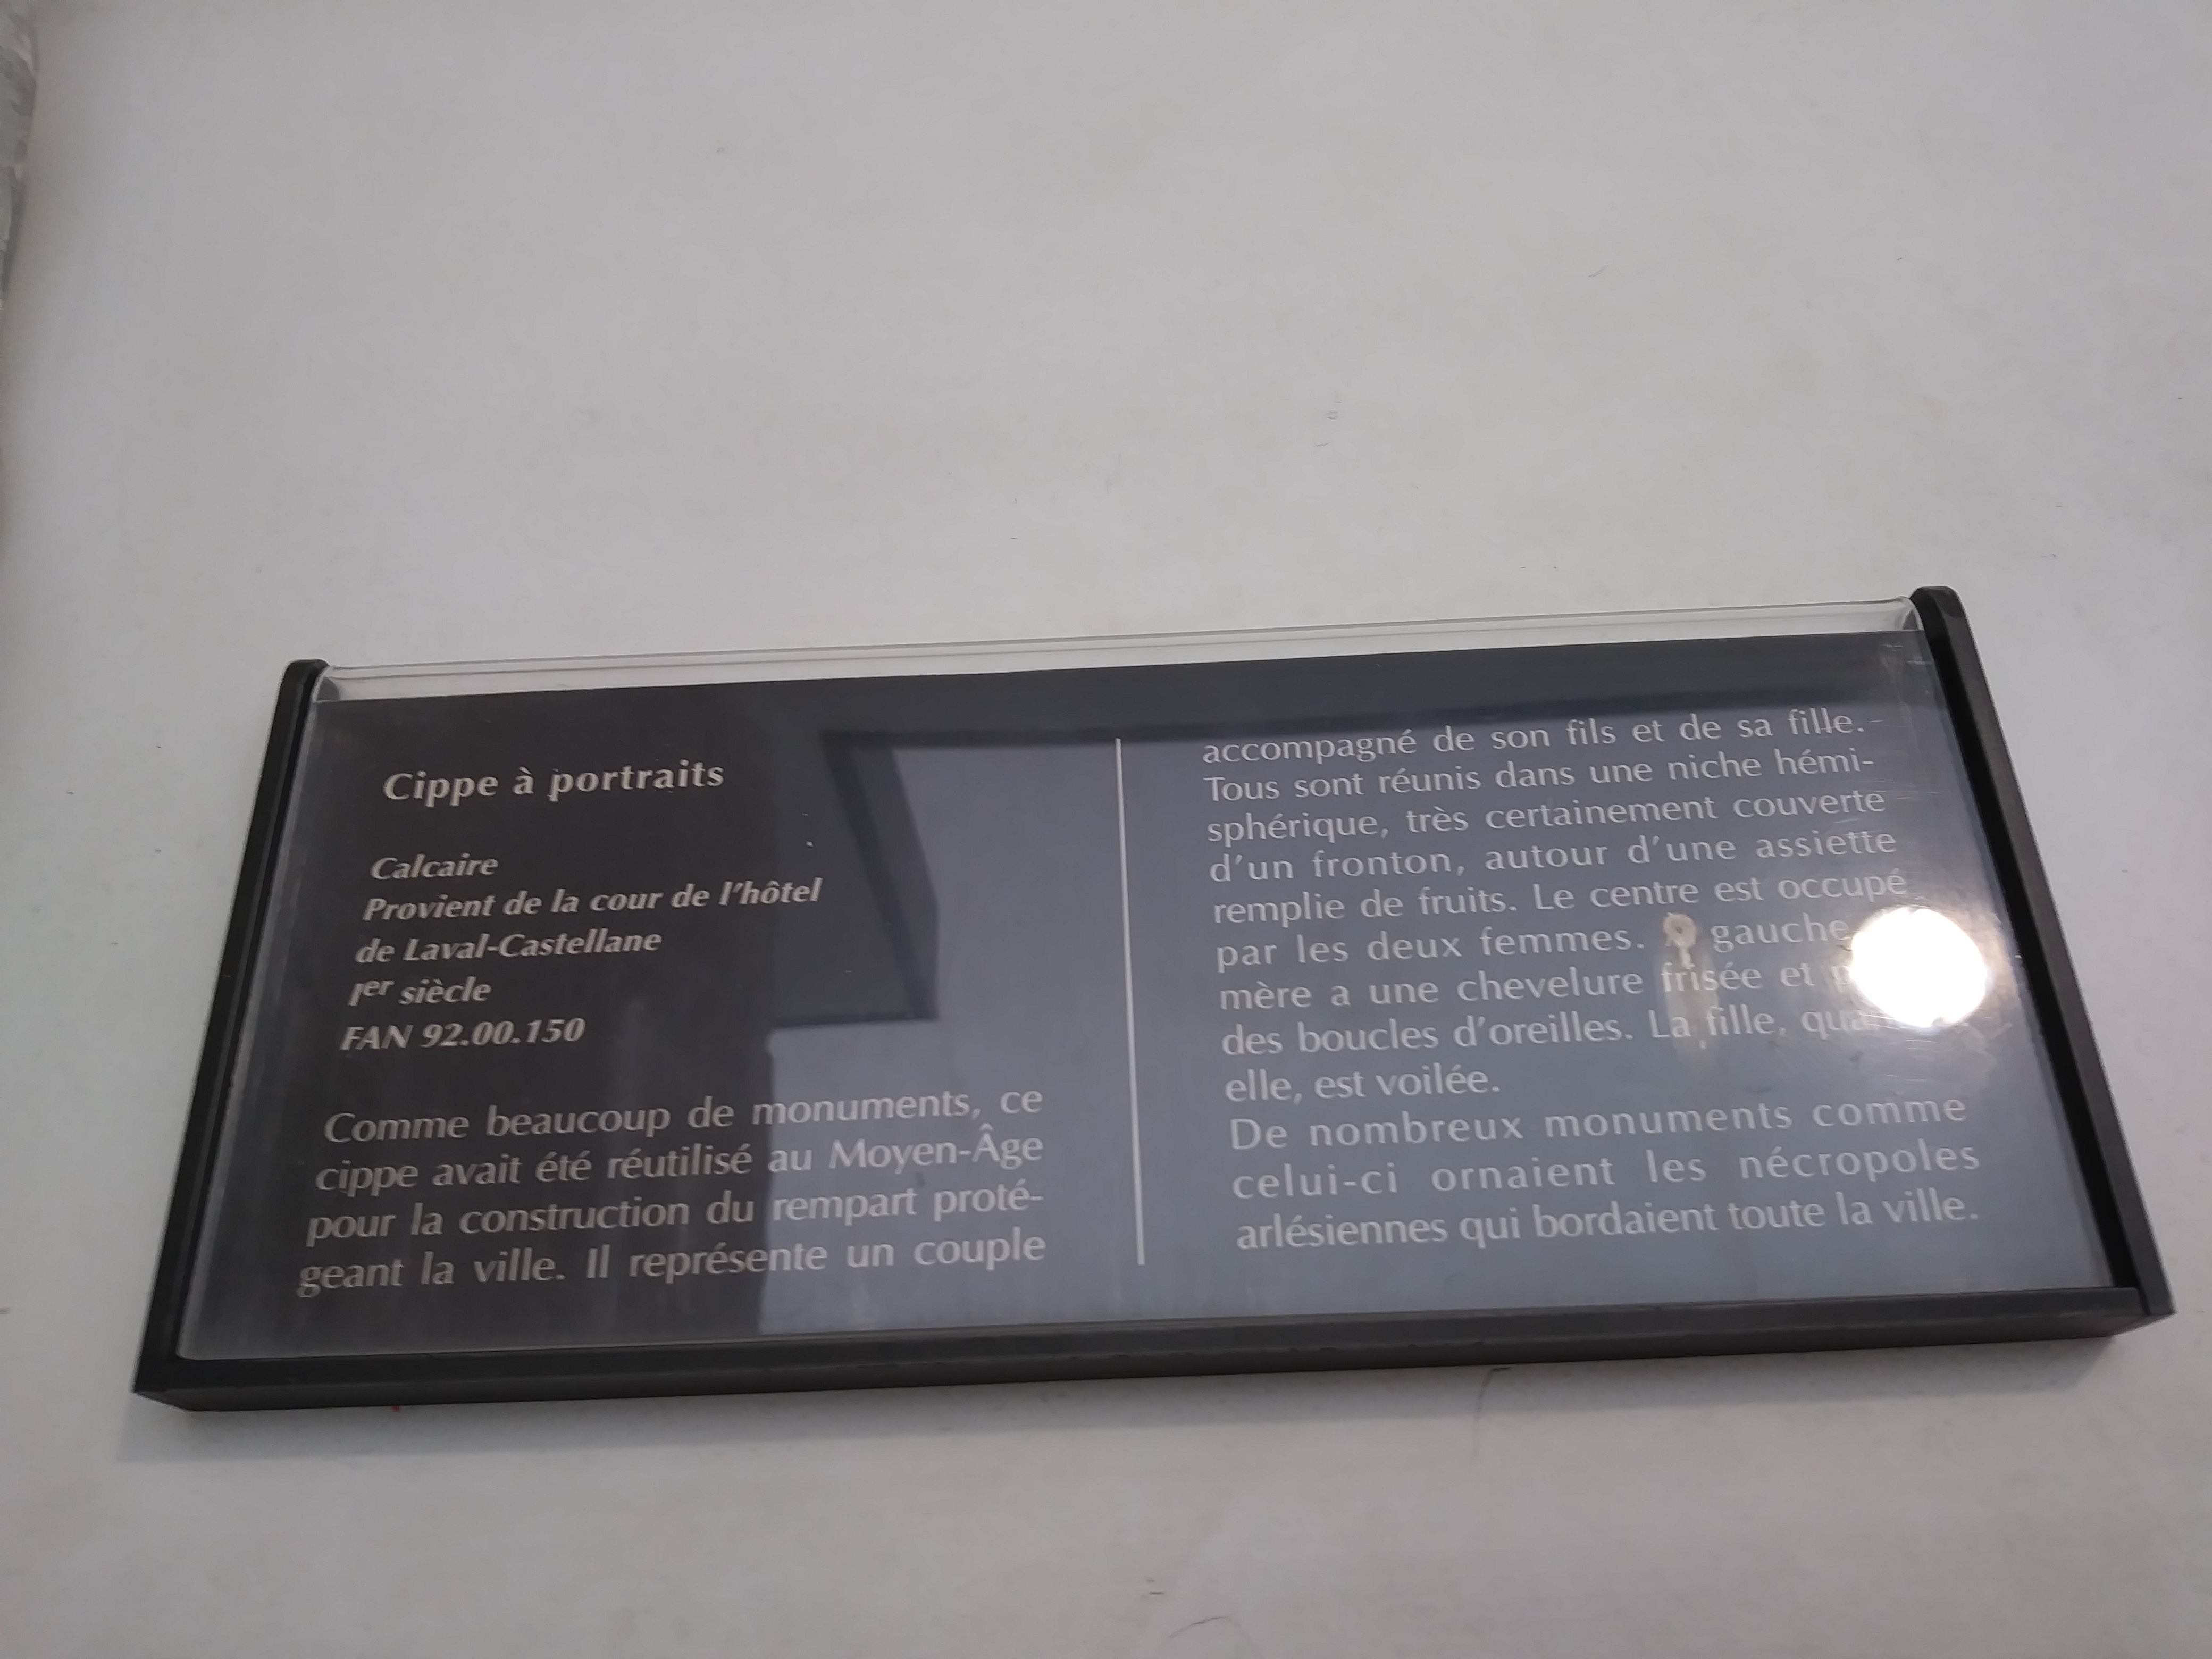 Cippe à portraits
Calcaire
Provient de la cour de l'hôtel
de Laval-Castellane
Ier siècle
FAN 92.00.150
Comme beaucoup de monuments, ce
cippe avait été réutilisé au Moyen-Âge
pour la construction du rempart proté-
geant la ville. Il représente un couple
accompagné de son fils et de sa fille.
Tous sont réunis dans une niche hémi-
sphérique, très certainement couverte
d'un fronton, autour d'une assiette
remplie de fruits. Le centre est occupé
par les deux femmes. gauche
mère a une chevelure frisée et
des boucles d'oreilles. La fille,
elle, est voilée.
De nombreux monuments comme
celui-ci ornaient les nécropoles
arlésiennes qui bordaient toute la ville.